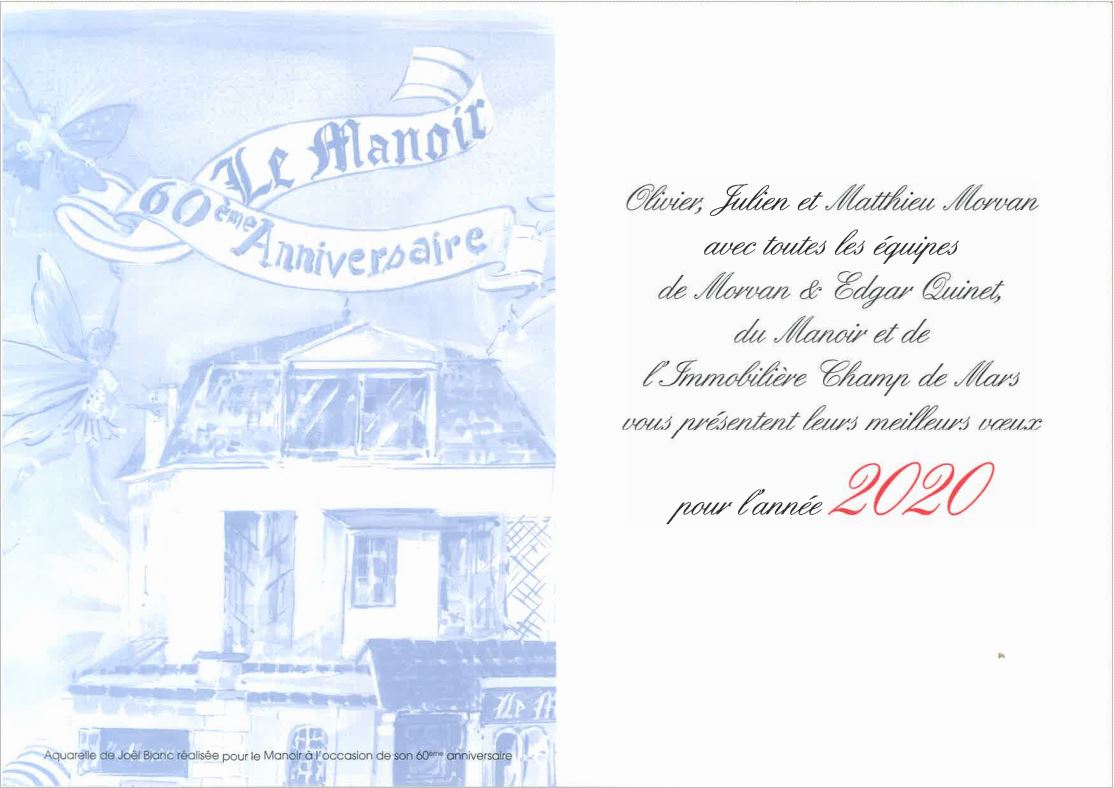 Le Manoir
60ème Anniversaire
Le M
Aquarelle de Joël Blanc réalisée pour le Manoir à l'occasion de son 60ème anniversaire
Olivier, Julien et Matthieu Morvan
avec toutes les équipes
de Morvan & Edgar Quinet,
du Manoir et de
l'Immobilière Champ de Mars
vous présentent leurs meilleurs vœux
pour l'année 2020